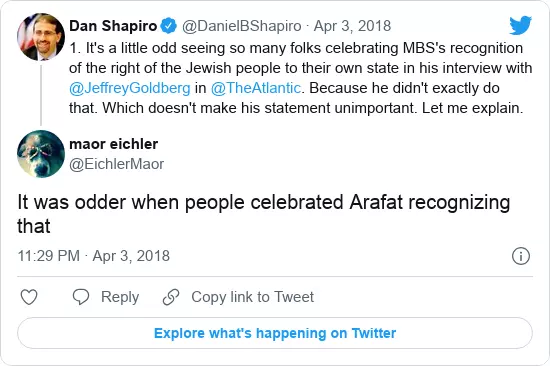 Dan Shapiro @DanielBShapiro · Apr 3, 2018
1. It's a little odd seeing so many folks celebrating MBS's recognition
of the right of the Jewish people to their own state in his interview with
@JeffreyGoldberg in @TheAtlantic. Because he didn't exactly do
that. Which doesn't make his statement unimportant. Let me explain.
maor eichler
@EichlerMaor
It was odder when people celebrated Arafat recognizing
that
11:29 PM · Apr 3, 2018
Reply Copy link to Tweet
Explore what's happening on Twitter